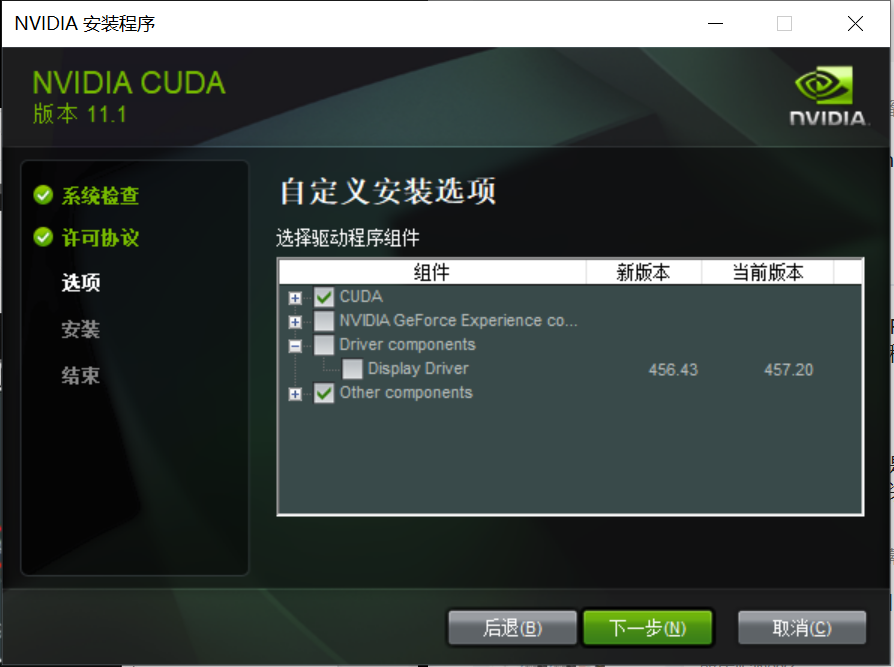 NVIDIA 安装程序
NVIDIA CUDA
版本 11.1
NVIDIA.
系统检查
许可协议
选项
安装
结束
自定义安装选项
选择驱动程序组件
组件 新版本 当前版本
CUDA
NVIDIA GeForce Experience co...
Driver components
Display Driver 456.43 457.20
Other components
后退(B) 下一步(N) 取消(C)